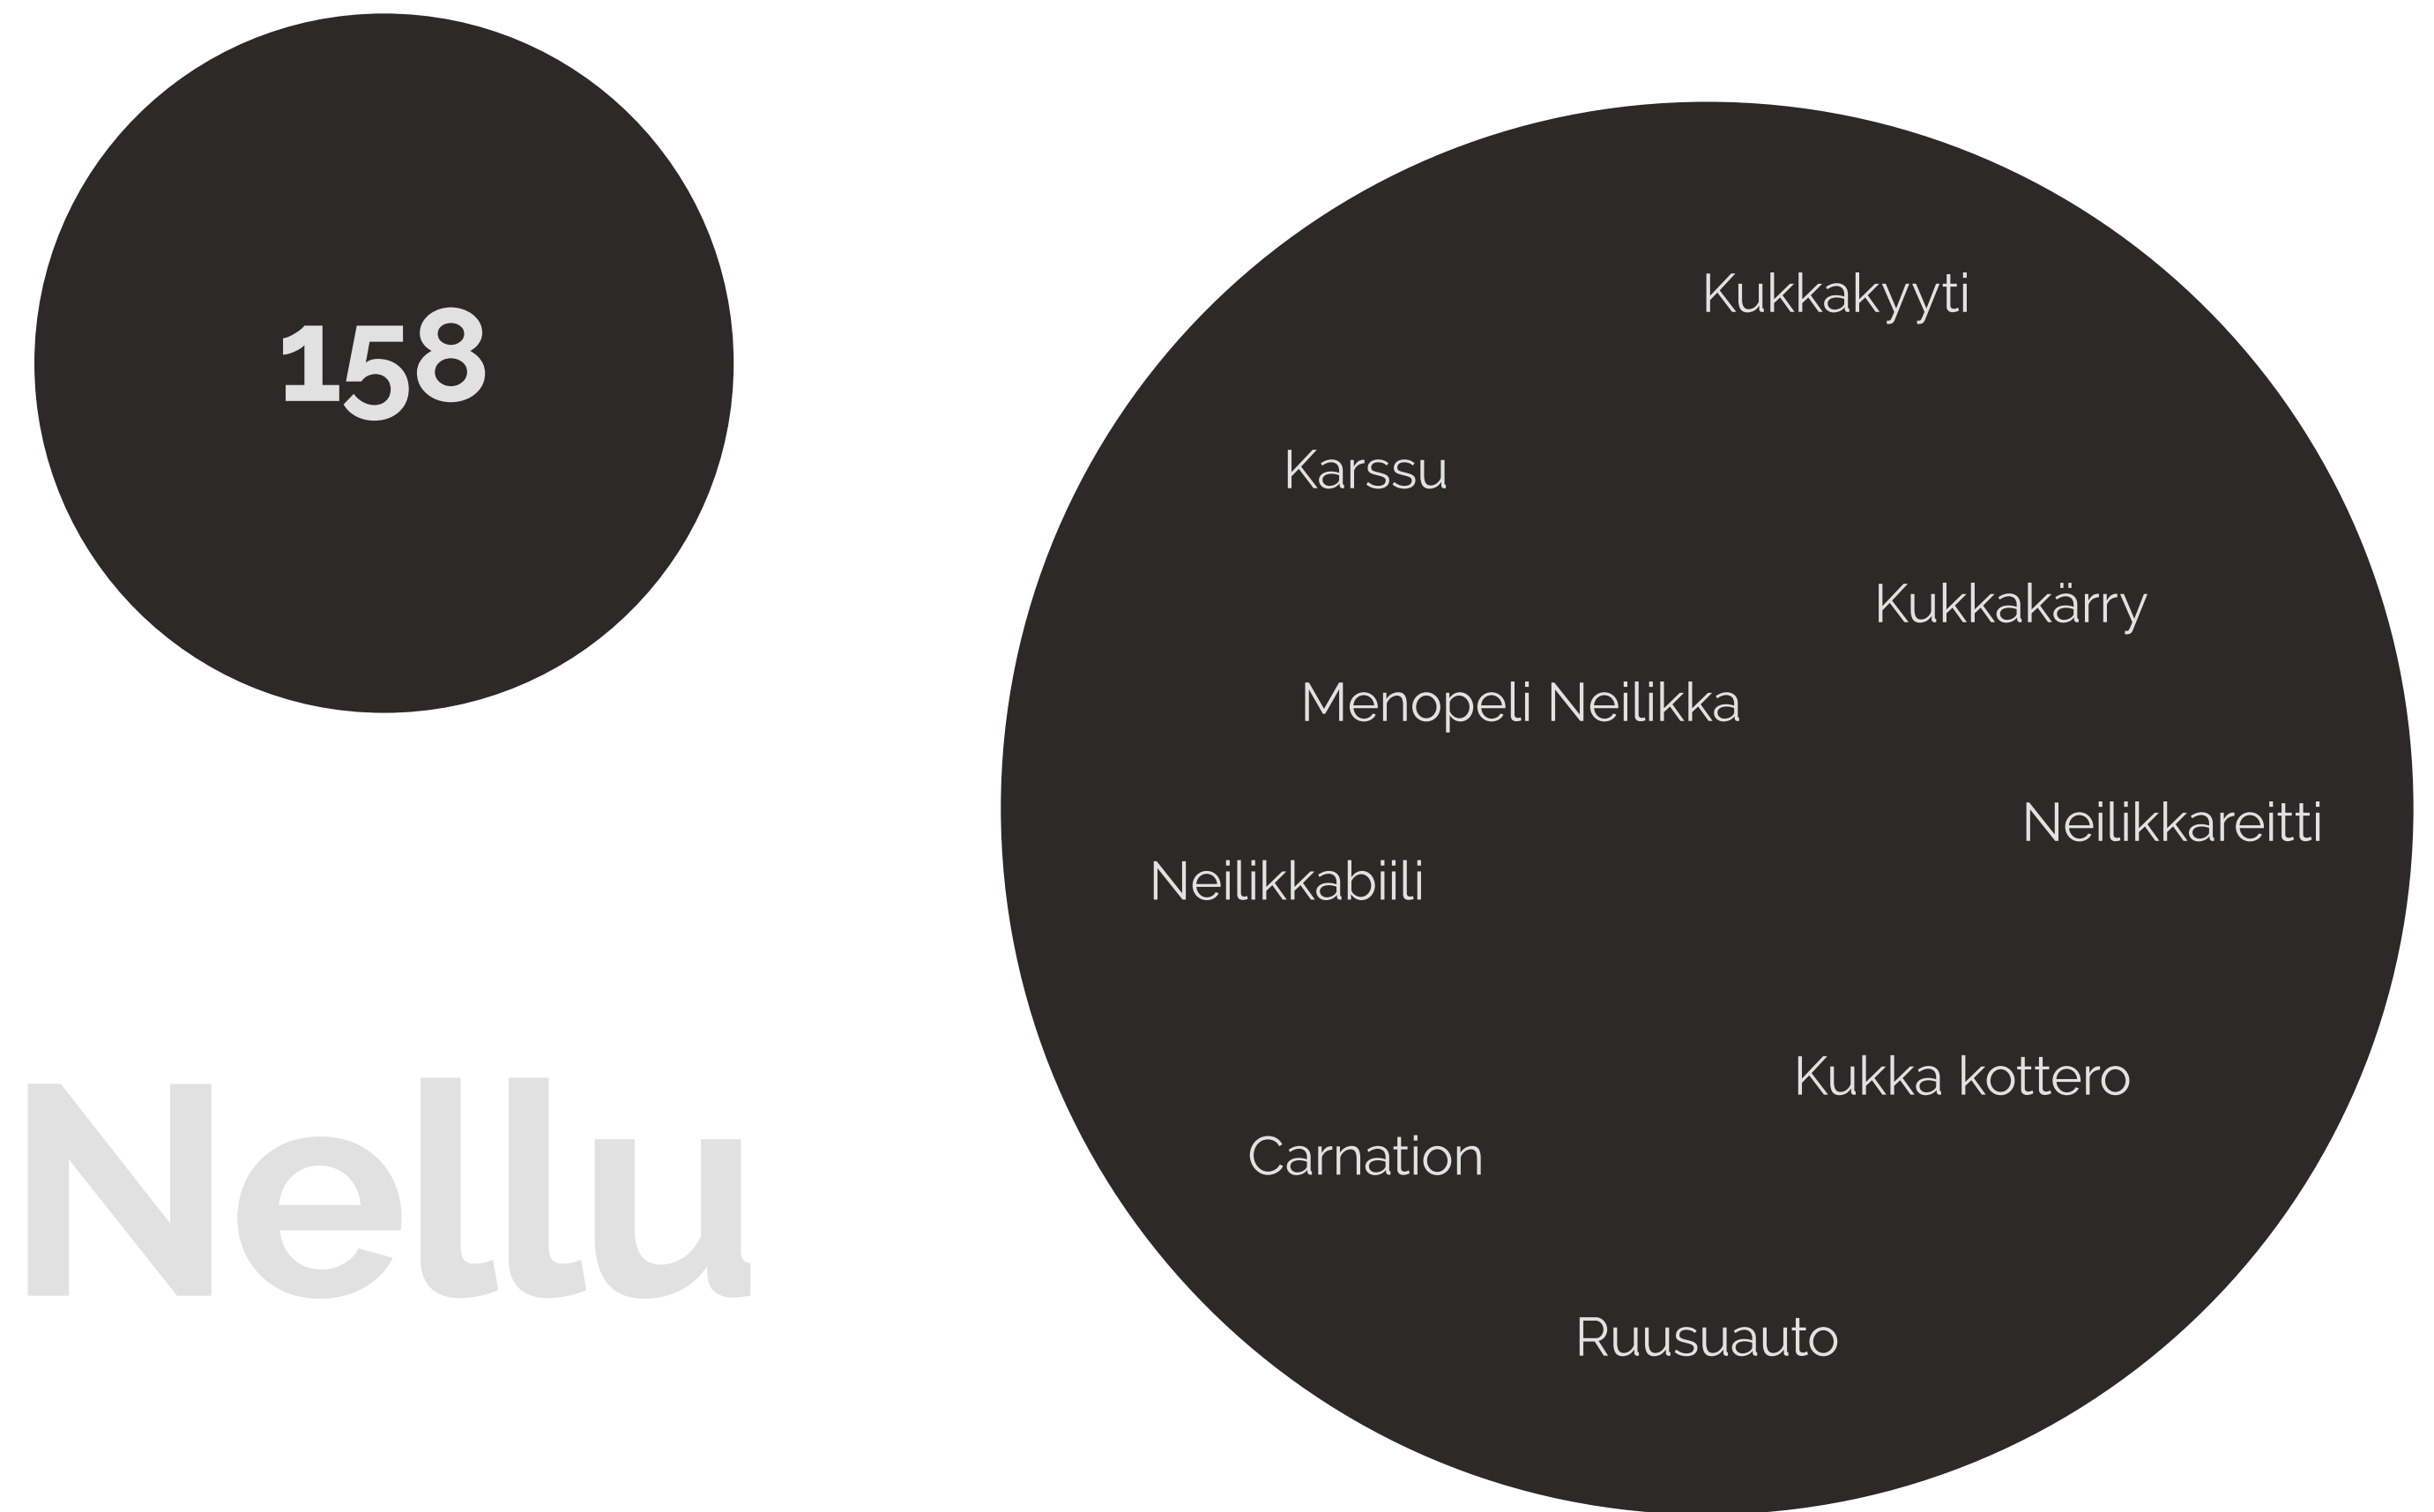 158
Nellu
Kukkakyyti
Karssu
Kukkakärry
Menopeli Neilikka
Neilikkareitti
Neilikkabiili
Kukka kottero
Carnation
Ruusuauto